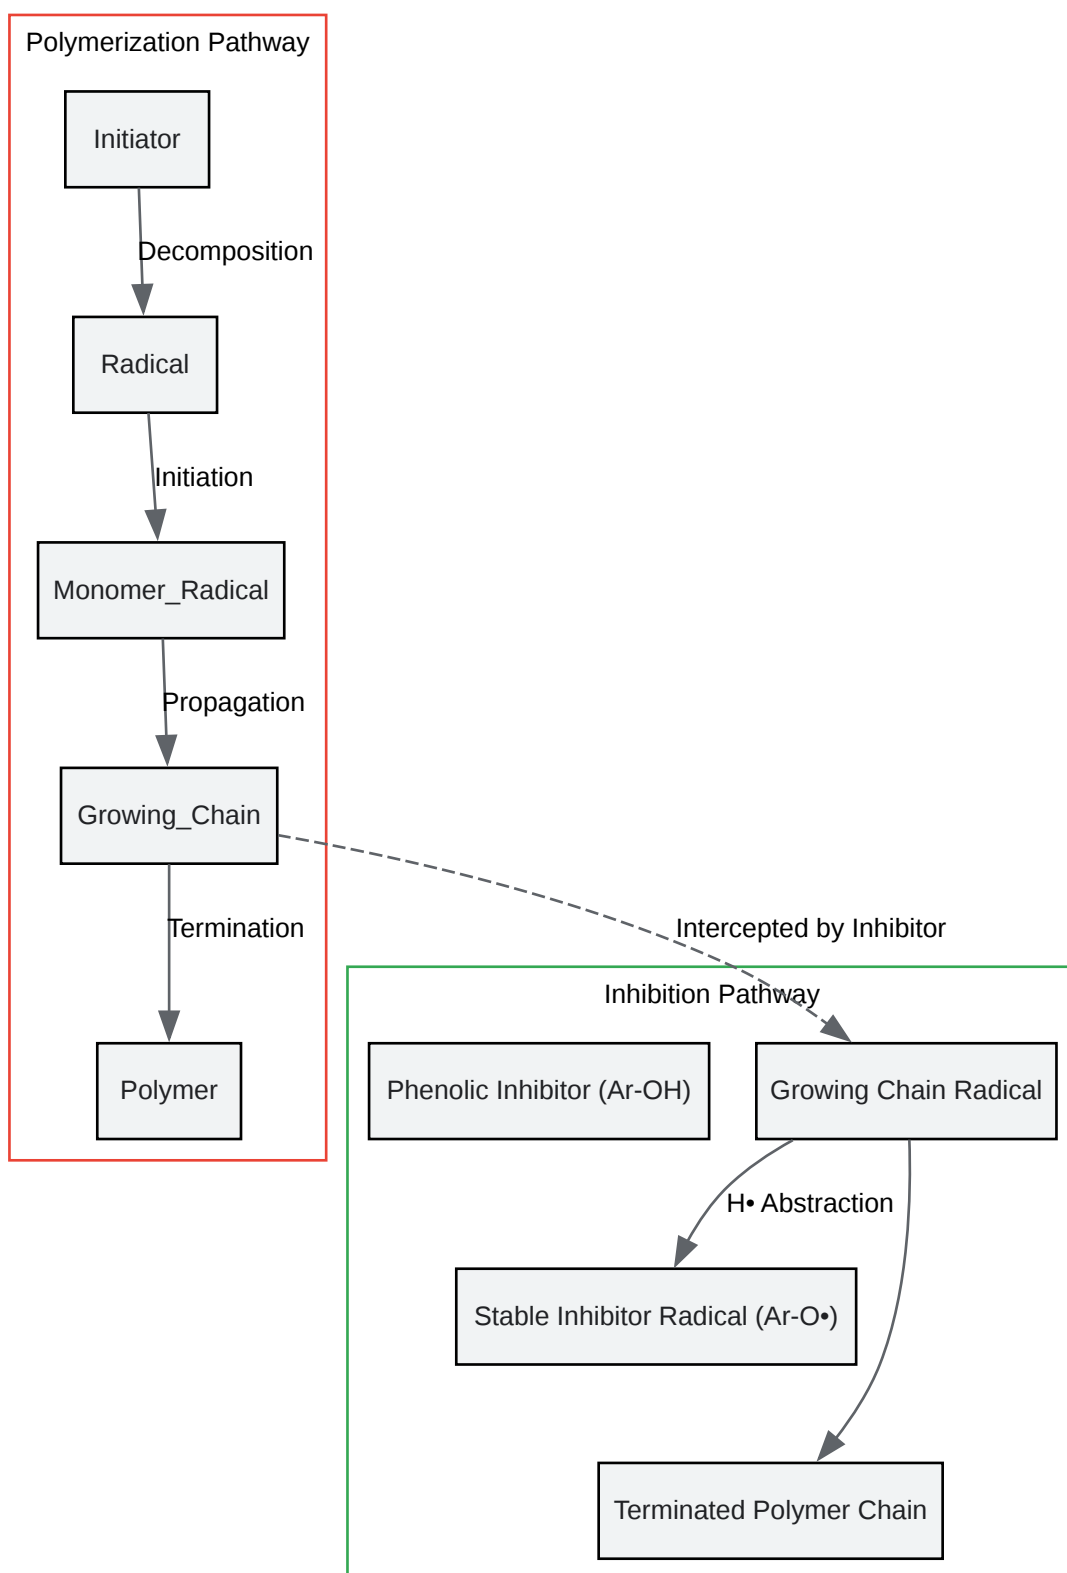 Polymerization Pathway
Initiator
Decomposition
Radical
Initiation
Monomer_Radical
Propagation
Growing_Chain
Termination
Intercepted by Inhibitor
Polymer
Inhibition Pathway
Phenolic Inhibitor (Ar-OH)
Growing Chain Radical
H• Abstraction
Stable Inhibitor Radical (Ar-O•)
Terminated Polymer Chain